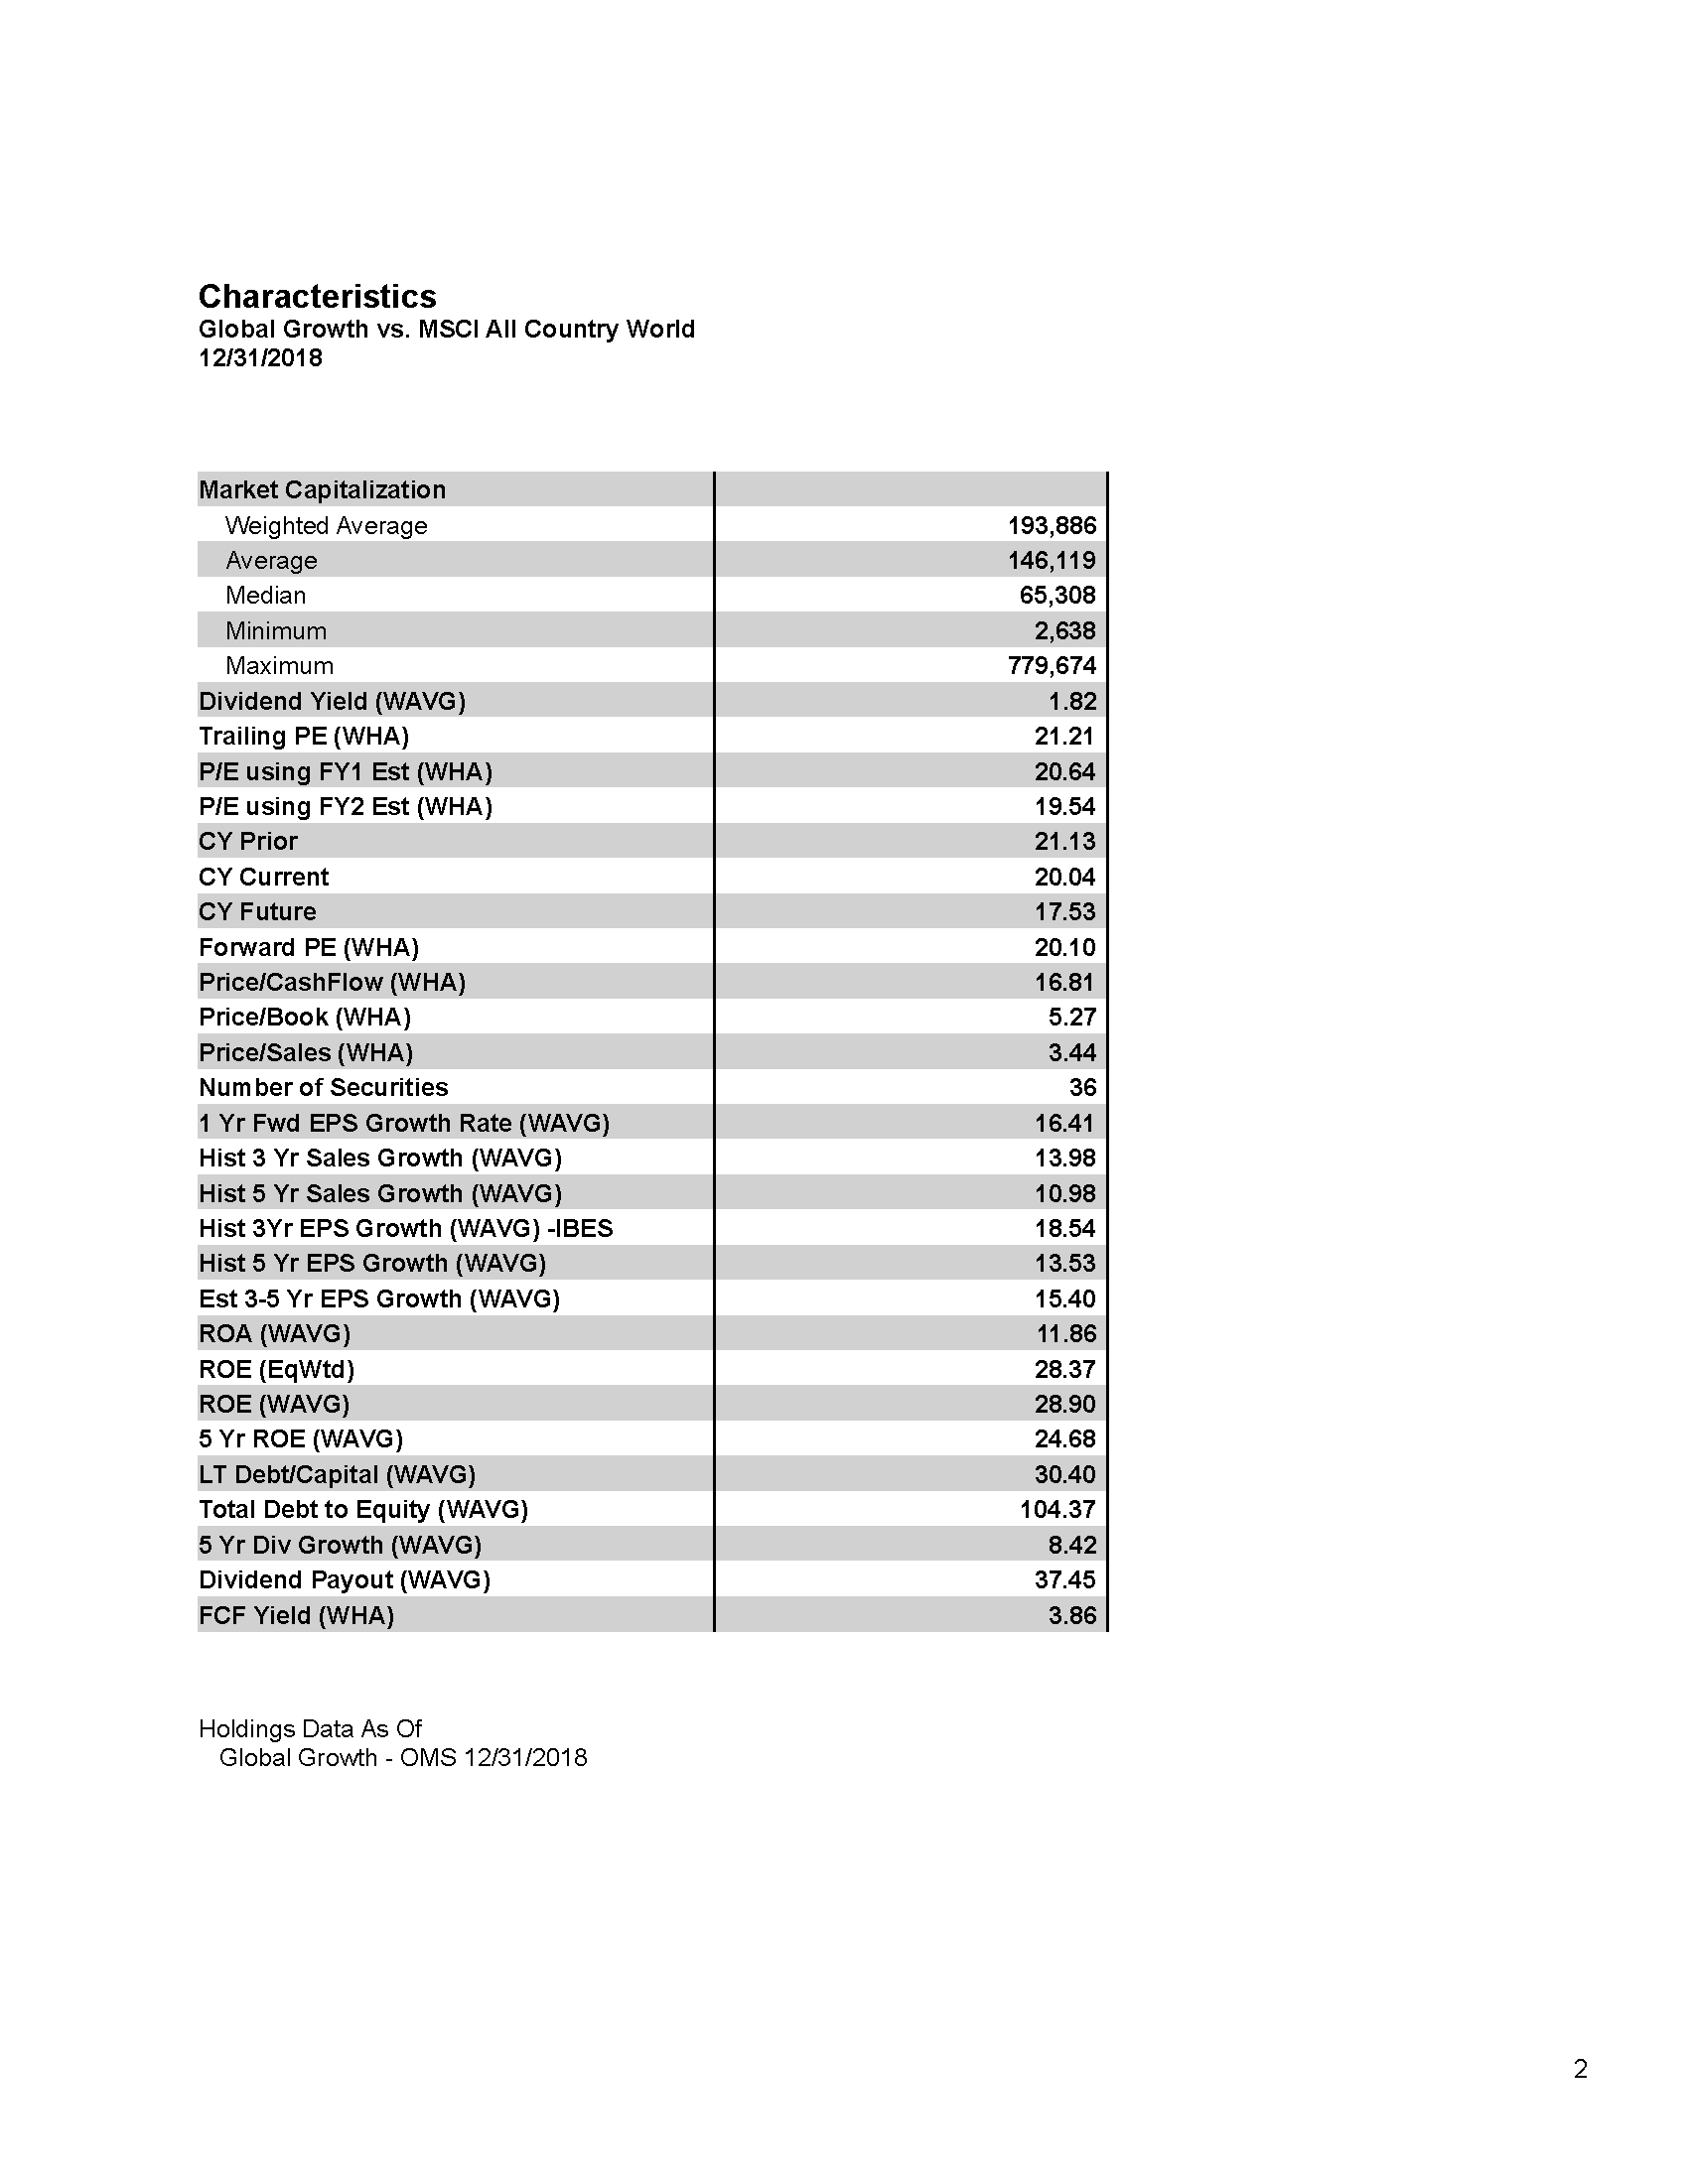 Characteristics
Global Growth vs. MSCI All Country World
12/31/2018
Market Capitalization
Weighted Average 193,886
Average 146,119
Median 65,308
Minimum 2,638
Maximum 779,674
Dividend Yield (WAVG) 1.82
Trailing PE (WHA) 21.21
P/E using FY1 Est (WHA) 20.64
P/E using FY2 Est (WHA) 19.54
CY Prior 21.13
CY Current 20.04
CY Future 17.53
Forward PE (WHA) 20.10
Price/CashFlow (WHA) 16.81
Price/Book (WHA) 5.27
Price/Sales (WHA) 3.44
Number of Securities 36
1 Yr Fwd EPS Growth Rate (WAVG) 16.41
Hist 3 Yr Sales Growth (WAVG) 13.98
Hist 5 Yr Sales Growth (WAVG) 10.98
Hist 3Yr EPS Growth (WAVG) -IBES 18.54
Hist 5 Yr EPS Growth (WAVG) 13.53
Est 3-5 Yr EPS Growth (WAVG) 15.40
ROA (WAVG) 11.86
ROE (EqWtd) 28.37
ROE (WAVG) 28.90
5 Yr ROE (WAVG) 24.68
LT Debt/Capital (WAVG) 30.40
Total Debt to Equity (WAVG) 104.37
5 Yr Div Growth (WAVG) 8.42
Dividend Payout (WAVG) 37.45
FCF Yield (WHA) 3.86
Holdings Data As Of
Global Growth - OMS 12/31/2018
2